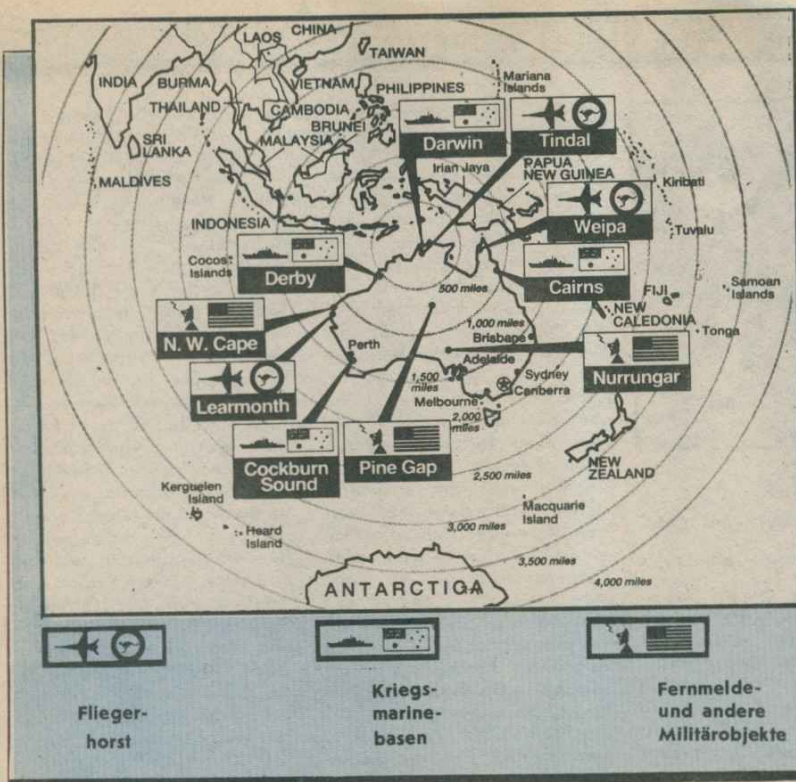 LAOS
CHINA
TAIWAN
INDIA
BURMA
VIETNAM
PHILIPPINES
Mariana
Islands
THAILAND
CAMBODIA
BRUNEI
MALAYSIA
SRI
LANKA
MALDIVES
INDONESIA
Darwin
Tindal
Irian Jaya
PAPUA
NEW GUINEA
Kiribati
Weipa
Tuvalu
Cocos
Islands
Derby
Cairns
500 miles
Samoan
Islands
FIJI
NEW
CALEDONIA
Tonga
1,000 miles
N. W. Cape
Perth
Brisbane
Adelaide
Nurrungar
Learmonth
1,500
miles
Sydney
Canberra
Melbourne
2,000
miles
Cockburn
Sound
Pine Gap
NEW
ZEALAND
2,500 miles
Kerguelen
Island
Heard
Island
Macquarie
Island
3,000 miles
3,500 miles
4,000 miles
ANTARCTICA
Flieger-
horst
Kriegs-
marine-
basen
Fernmelde-
und andere
Militärobjekte